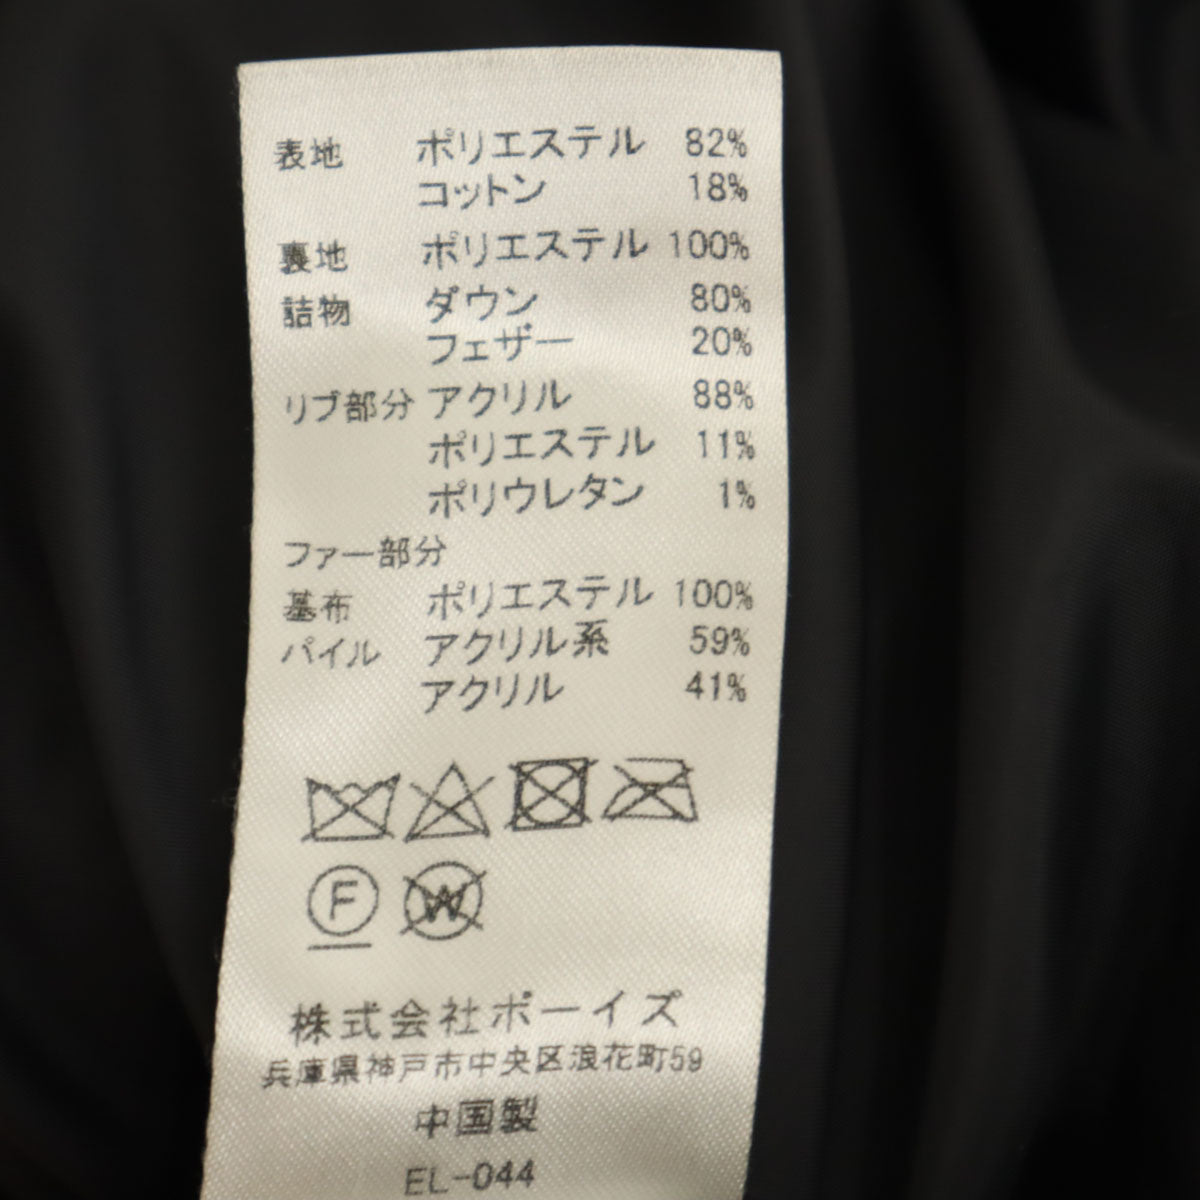 表地 ポリエステル 82%
コットン 18%
裏地 ポリエステル 100%
詰物 ダウン 80%
フェザー 20%
リブ部分 アクリル 88%
ポリエステル 11%
ポリウレタン 1%
ファー部分
基布 ポリエステル 100%
パイル アクリル系 59%
アクリル 41%
F W
株式会社ボーイズ
兵庫県神戸市中央区浪花町59
中国製
EL-044